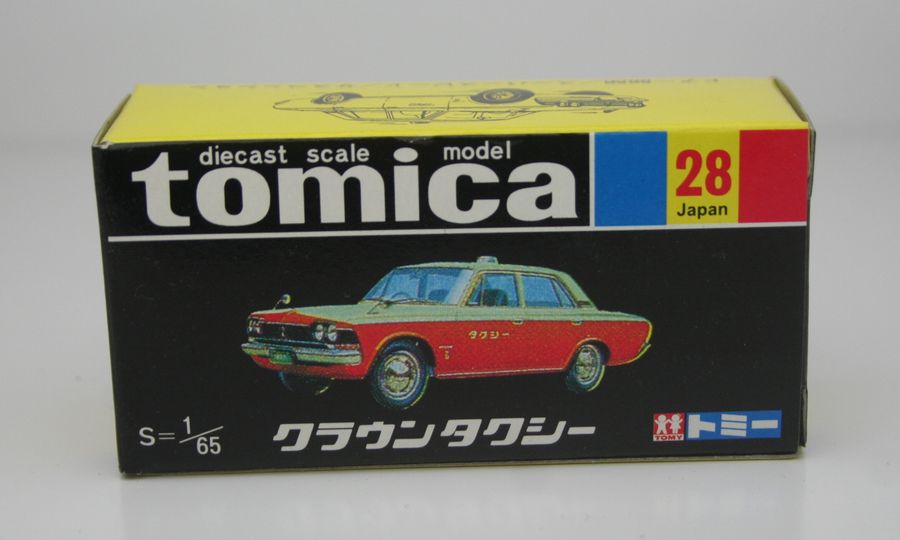 diecast scale model
tomica
28
Japan
タクシー
S=1/65
クラウンタクシー
TOMY
トミー